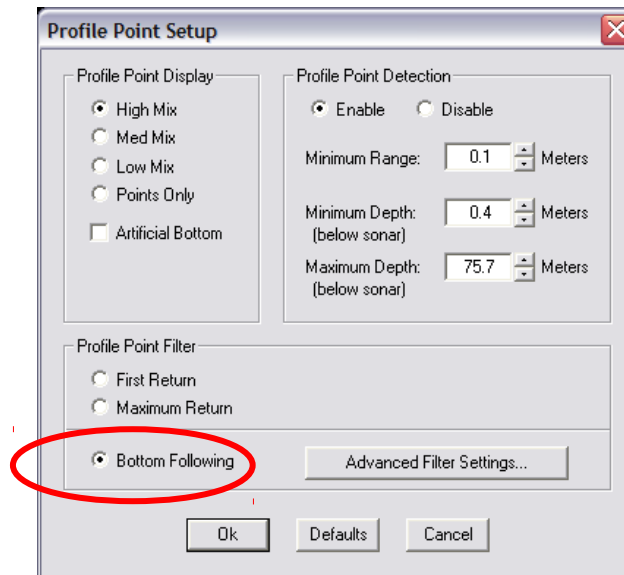 Profile Point Setup
Profile Point Display
High Mix
Med Mix
Low Mix
Points Only
Artificial Bottom
Profile Point Detection
Enable Disable
Minimum Range: 0.1 Meters
Minimum Depth: 0.4 Meters
(below sonar)
Maximum Depth: 75.7 Meters
(below sonar)
Profile Point Filter
First Return
Maximum Return
Bottom Following
Advanced Filter Settings...
Ok Defaults Cancel